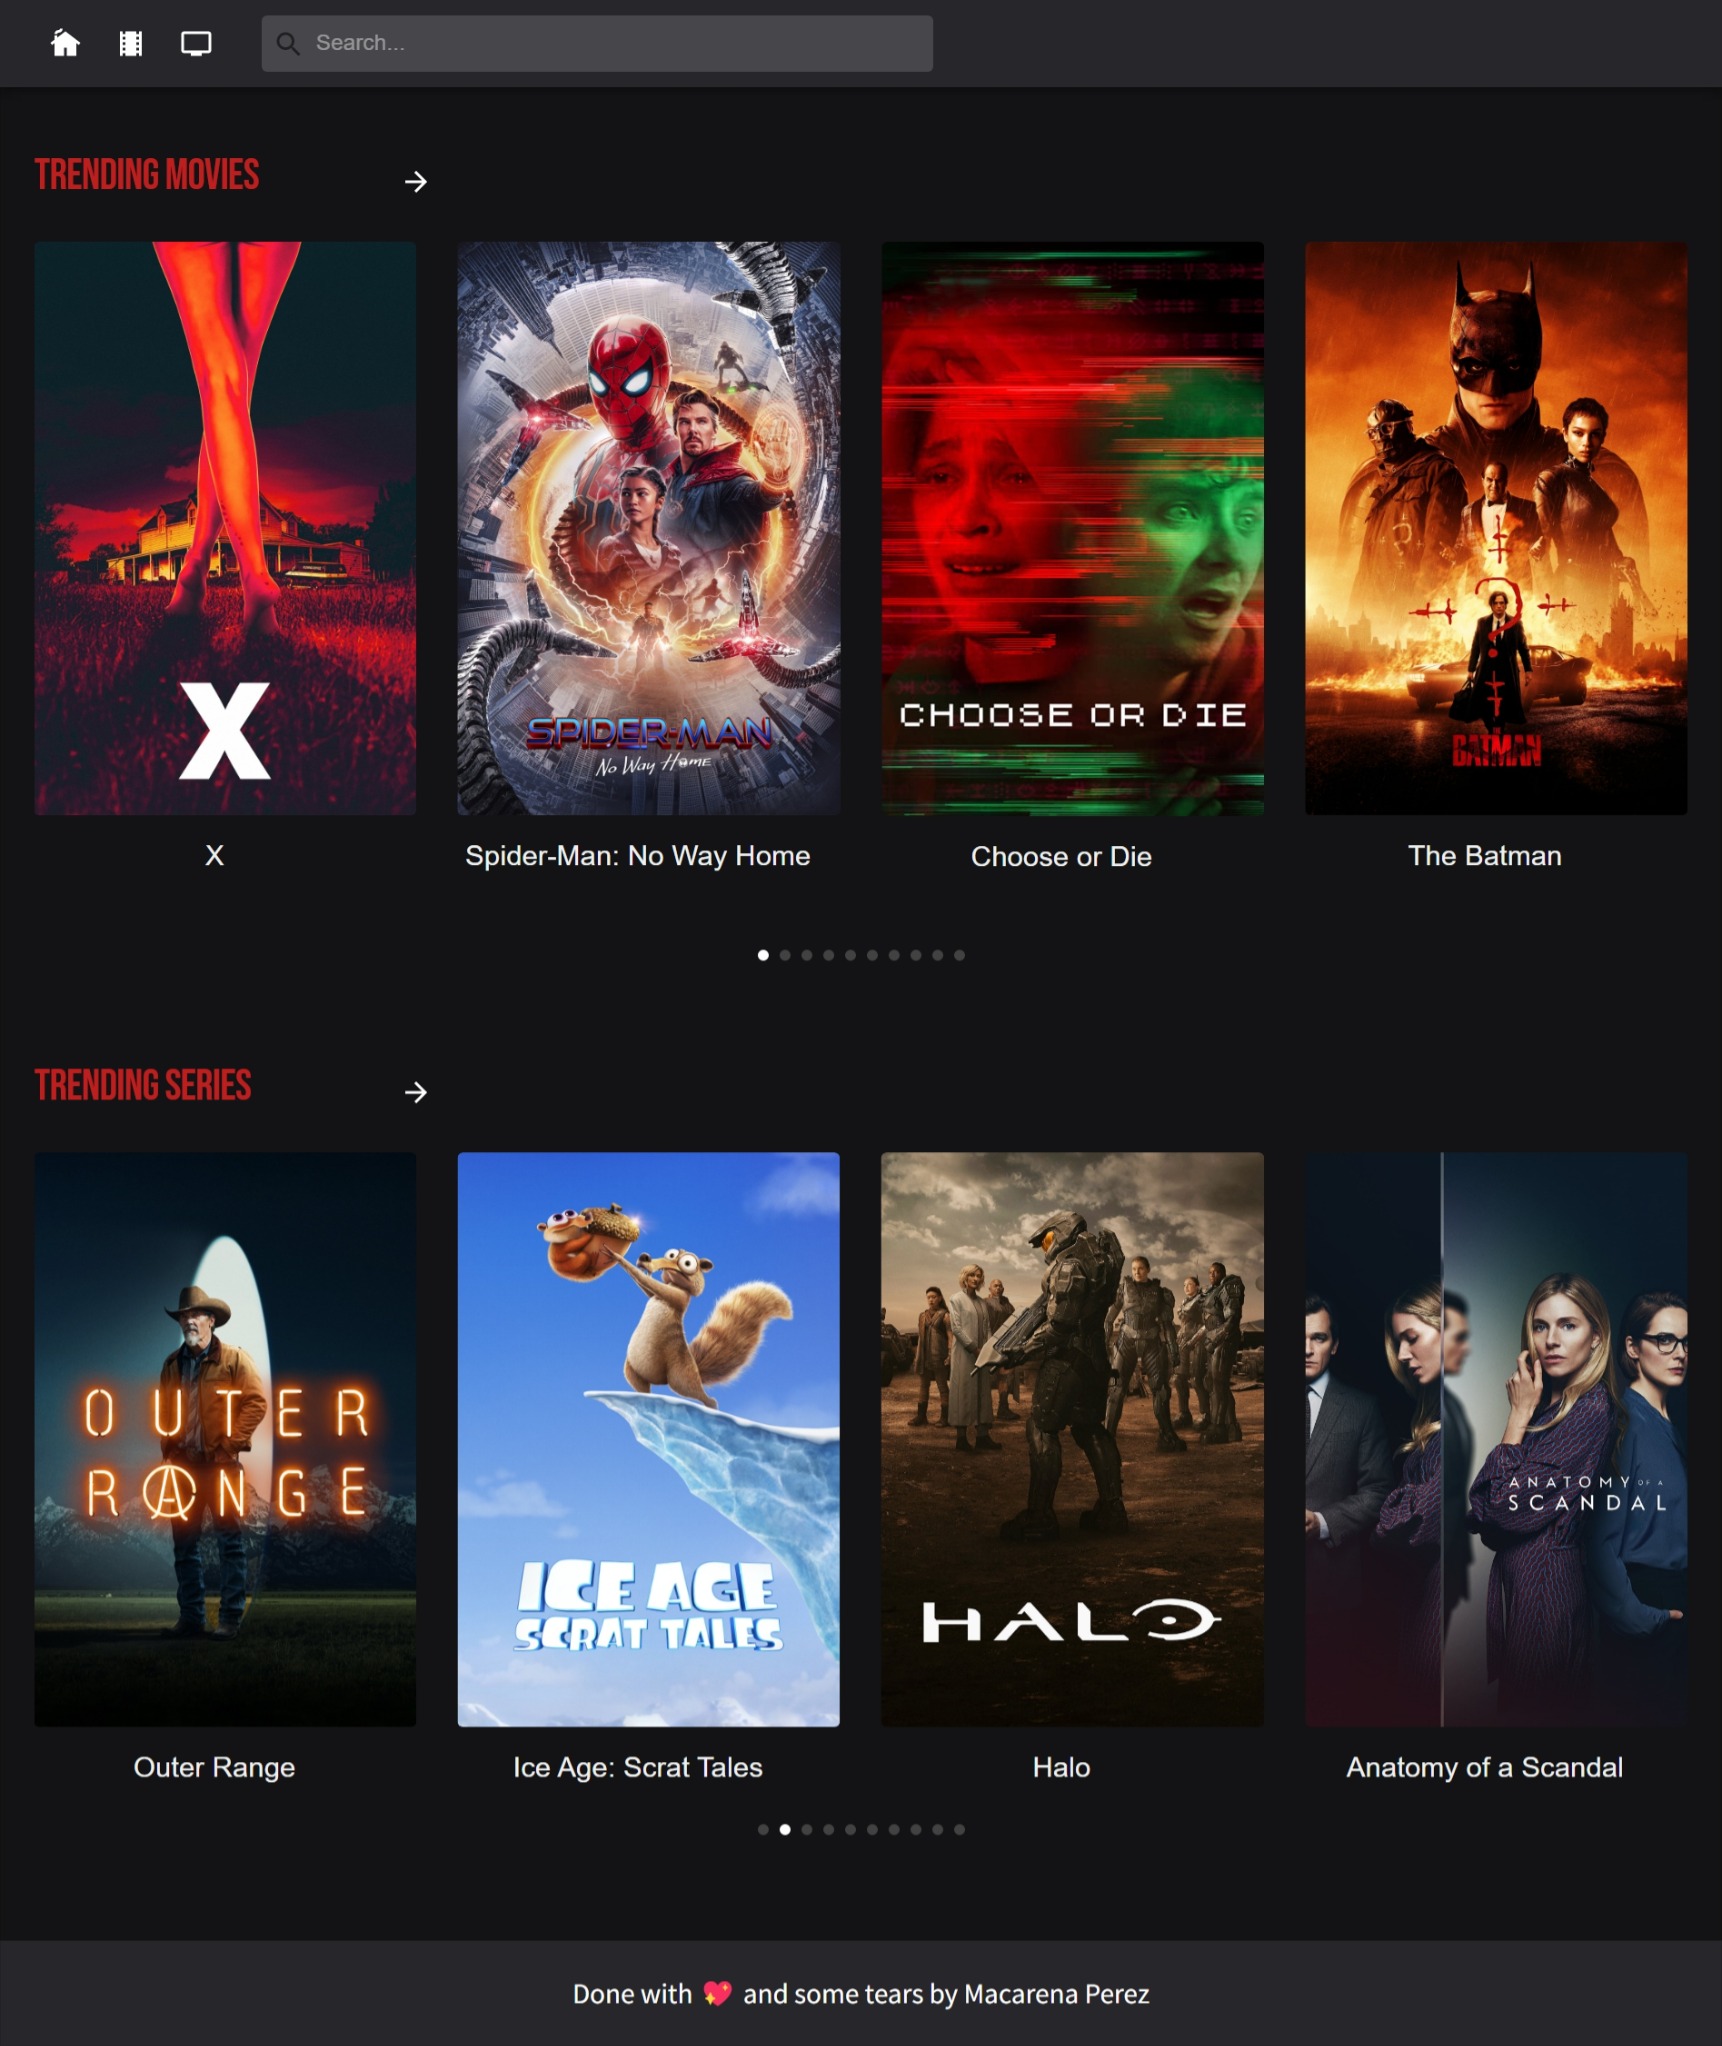 Search...
TRENDING MOVIES
X
SPIDER-MAN
No Way Home
CHOOSE OR DIE
THE
BATMAN
X
Spider-Man: No Way Home
Choose or Die
The Batman
TRENDING SERIES
OUTER
RANGE
ICE AGE
SCRAT TALES
HALO
ANATOMY OF A
SCANDAL
Outer Range
Ice Age: Scrat Tales
Halo
Anatomy of a Scandal
Done with 💖 and some tears by Macarena Perez